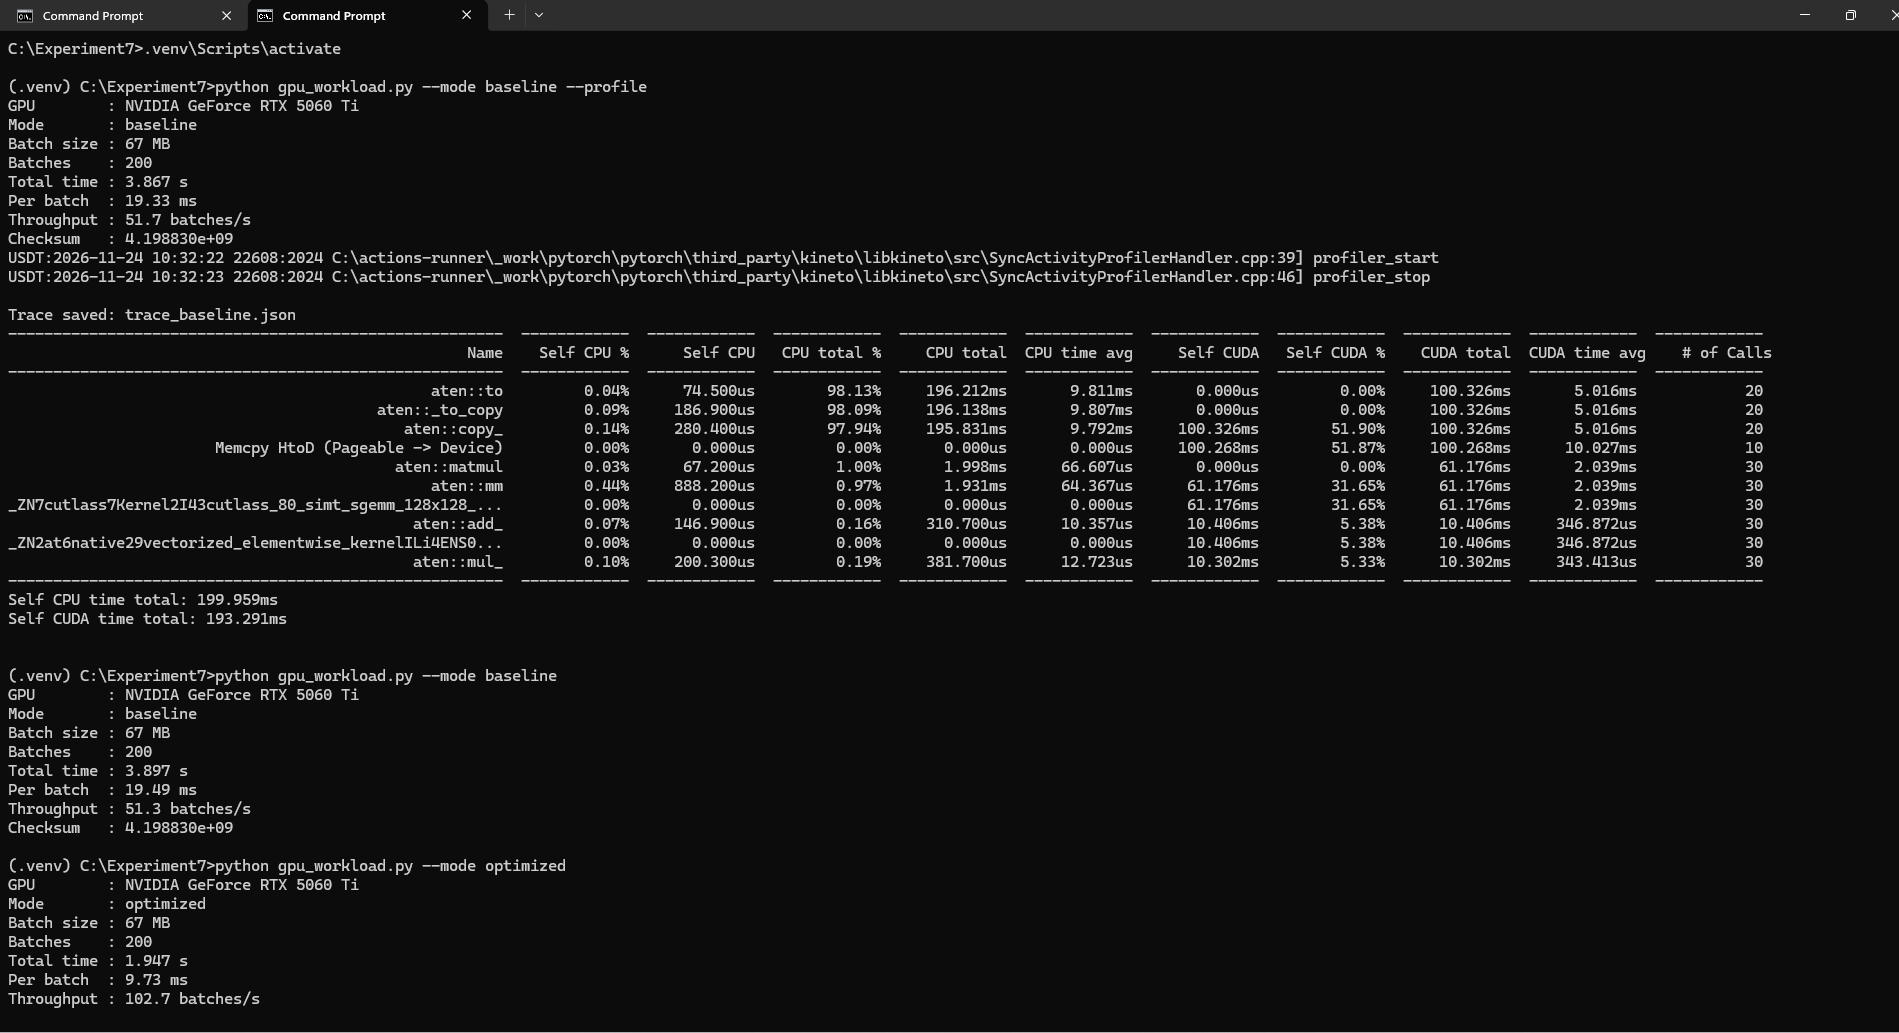 Command Prompt Command Prompt
C:\Experiment7>.venv\Scripts\activate
(.venv) C:\Experiment7>python gpu_workload.py --mode baseline --profile
GPU        : NVIDIA GeForce RTX 5060 Ti
Mode       : baseline
Batch size : 67 MB
Batches    : 200
Total time : 3.867 s
Per batch  : 19.33 ms
Throughput : 51.7 batches/s
Checksum   : 4.198830e+09
USDT:2026-11-24 10:32:22 22608:2024 C:\actions-runner\_work\pytorch\pytorch\third_party\kineto\libkineto\src\SyncActivityProfilerHandler.cpp:39] profiler_start
USDT:2026-11-24 10:32:23 22608:2024 C:\actions-runner\_work\pytorch\pytorch\third_party\kineto\libkineto\src\SyncActivityProfilerHandler.cpp:46] profiler_stop
Trace saved: trace_baseline.json
-------------------------------------------------------  ------------  ------------  ------------  ------------  ------------  ------------  ------------  ------------  ------------  ------------
Name    Self CPU %      Self CPU   CPU total %     CPU total  CPU time avg     Self CUDA   Self CUDA %    CUDA total  CUDA time avg    # of Calls
-------------------------------------------------------  ------------  ------------  ------------  ------------  ------------  ------------  ------------  ------------  ------------  ------------
aten::to         0.04%      74.500us        98.13%     196.212ms       9.811ms       0.000us         0.00%     100.326ms       5.016ms            20
aten::_to_copy         0.09%     186.900us        98.09%     196.138ms       9.807ms       0.000us         0.00%     100.326ms       5.016ms            20
aten::copy_         0.14%     280.400us        97.94%     195.831ms       9.792ms     100.326ms        51.90%     100.326ms       5.016ms            20
Memcpy HtoD (Pageable -> Device)         0.00%       0.000us         0.00%       0.000us       0.000us     100.268ms        51.87%     100.268ms      10.027ms            10
aten::matmul         0.03%      67.200us         1.00%       1.998ms      66.607us       0.000us         0.00%      61.176ms       2.039ms            30
aten::mm         0.44%     888.200us         0.97%       1.931ms      64.367us      61.176ms        31.65%      61.176ms       2.039ms            30
_ZN7cutlass7Kernel2I43cutlass_80_simt_sgemm_128x128_...         0.00%       0.000us         0.00%       0.000us       0.000us      61.176ms        31.65%      61.176ms       2.039ms            30
aten::add_         0.07%     146.900us         0.16%     310.700us      10.357us      10.406ms         5.38%      10.406ms     346.872us            30
_ZN2at6native29vectorized_elementwise_kernelILi4ENS0...         0.00%       0.000us         0.00%       0.000us       0.000us      10.406ms         5.38%      10.406ms     346.872us            30
aten::mul_         0.10%     200.300us         0.19%     381.700us      12.723us      10.302ms         5.33%      10.302ms     343.413us            30
-------------------------------------------------------  ------------  ------------  ------------  ------------  ------------  ------------  ------------  ------------  ------------  ------------
Self CPU time total: 199.959ms
Self CUDA time total: 193.291ms
(.venv) C:\Experiment7>python gpu_workload.py --mode baseline
GPU        : NVIDIA GeForce RTX 5060 Ti
Mode       : baseline
Batch size : 67 MB
Batches    : 200
Total time : 3.897 s
Per batch  : 19.49 ms
Throughput : 51.3 batches/s
Checksum   : 4.198830e+09
(.venv) C:\Experiment7>python gpu_workload.py --mode optimized
GPU        : NVIDIA GeForce RTX 5060 Ti
Mode       : optimized
Batch size : 67 MB
Batches    : 200
Total time : 1.947 s
Per batch  : 9.73 ms
Throughput : 102.7 batches/s